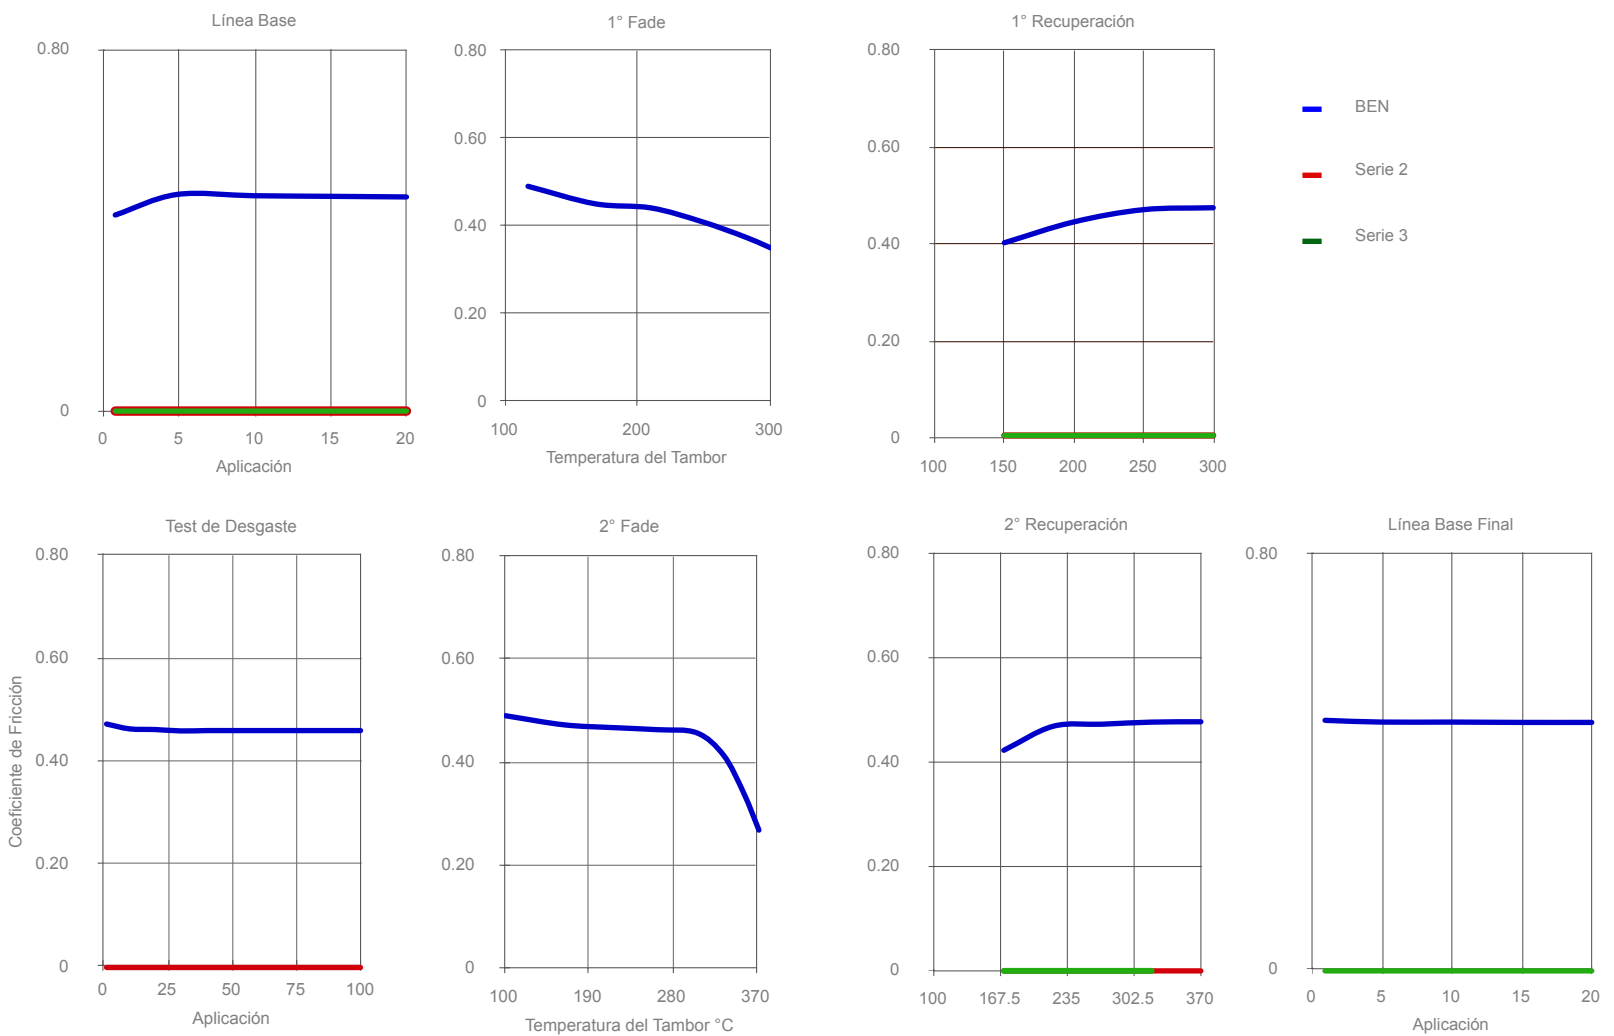 Línea Base
0.80
0
0 5 10 15 20
Aplicación
1° Fade
0.80
0.60
0.40
0.20
0
100 200 300
Temperatura del Tambor
1° Recuperación
0.80
0.60
0.40
0.20
0
100 150 200 250 300
BEN
Serie 2
Serie 3
Test de Desgaste
Coeficiente de Fricción
0.80
0.60
0.40
0.20
0
0 25 50 75 100
Aplicación
2° Fade
0.80
0.60
0.40
0.20
0
100 190 280 370
Temperatura del Tambor °C
2° Recuperación
0.80
0.60
0.40
0.20
0
100 167.5 235 302.5 370
Línea Base Final
0.80
0
0 5 10 15 20
Aplicación